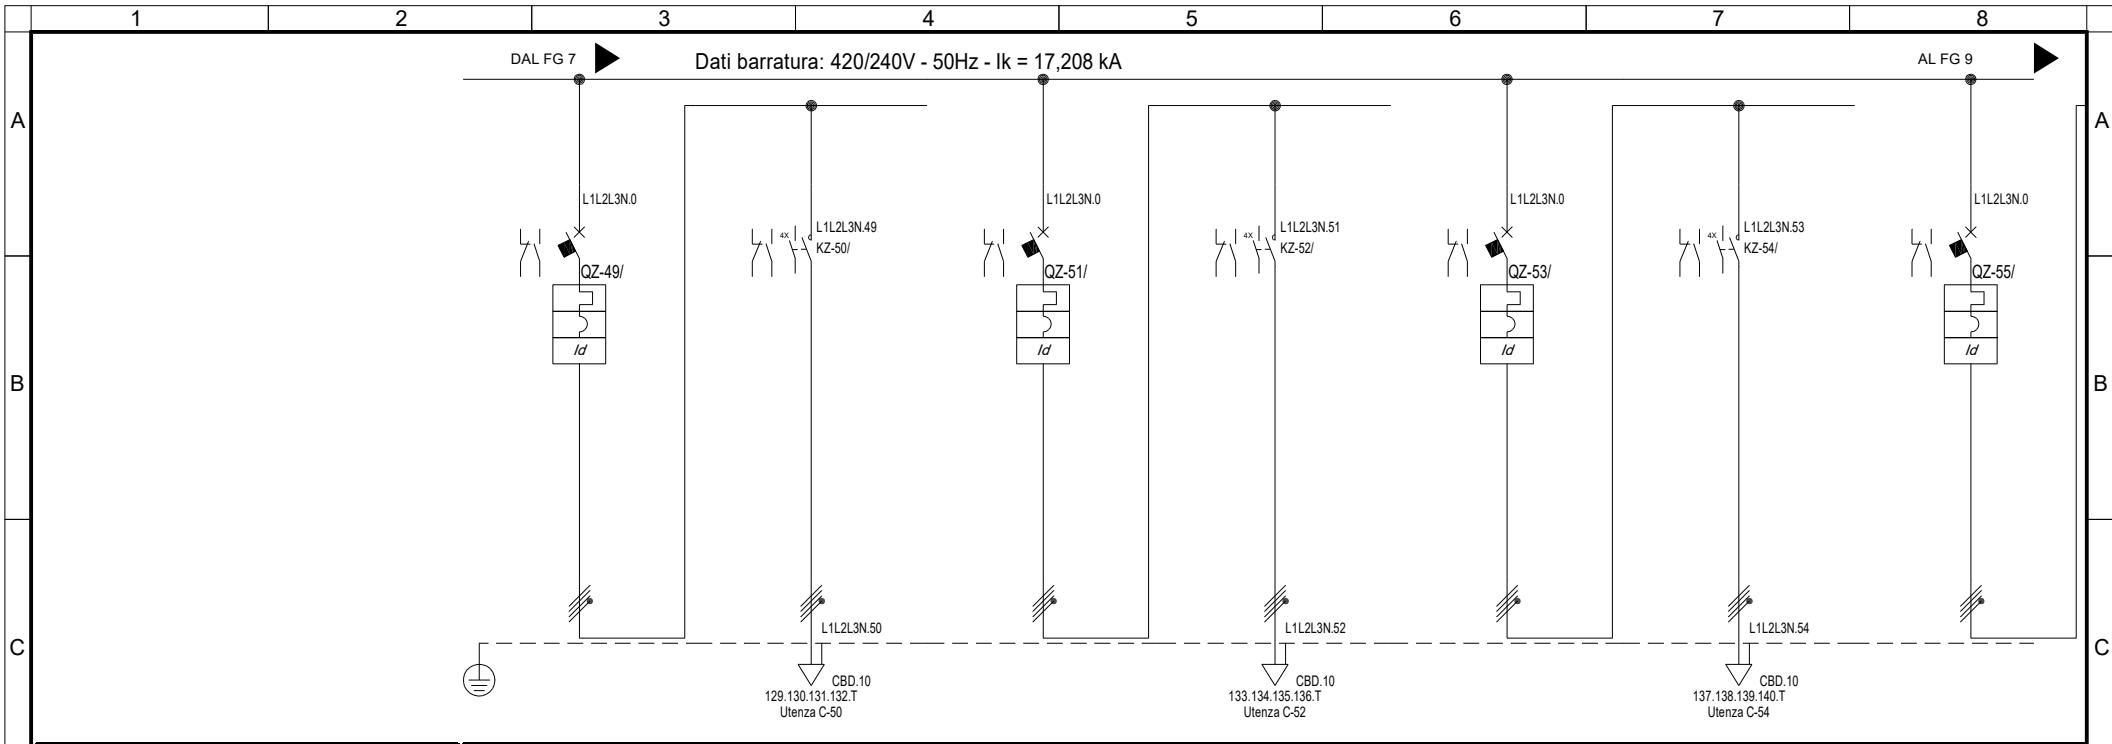 1 2 3 4 5 6 7 8
DAL FG 7 Dati barratura: 420/240V - 50Hz - Ik = 17,208 kA AL FG 9
A A
L1L2L3N.0 L1L2L3N.0 L1L2L3N.0 L1L2L3N.0
4X L1L2L3N.49 4X L1L2L3N.51 4X L1L2L3N.53
KZ-50/ KZ-52/ KZ-54/
QZ-49/ QZ-51/ QZ-53/ QZ-55/
Id Id Id Id
B B
L1L2L3N.50 L1L2L3N.52 L1L2L3N.54
C C
CBD.10 CBD.10 CBD.10
129.130.131.132.T 133.134.135.136.T 137.138.139.140.T
Utenza C-50 Utenza C-52 Utenza C-54